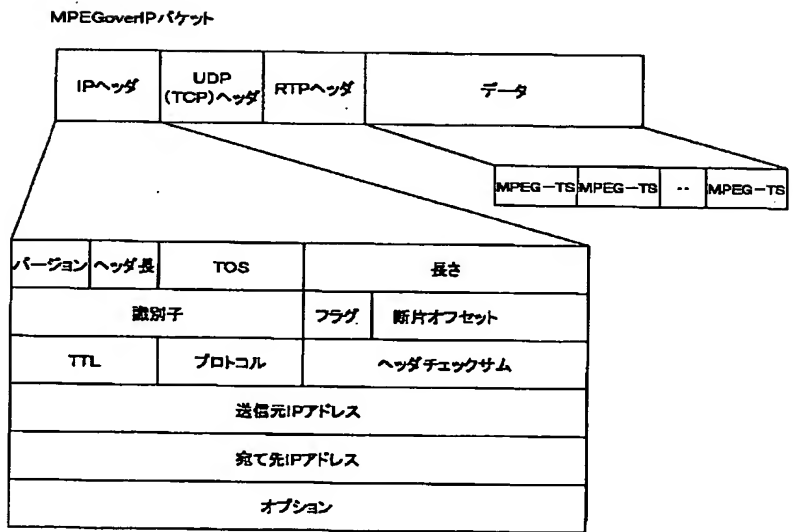 MPEGoverIPパケット
IPヘッダ
UDP
(TCP)ヘッダ
RTPヘッダ
データ
MPEG-TS
MPEG-TS
--
MPEG-TS
バージョン
ヘッダ長
TOS
長さ
識別子
フラグ
断片オフセット
TTL
プロトコル
ヘッダチェックサム
送信元IPアドレス
宛て先IPアドレス
オプション